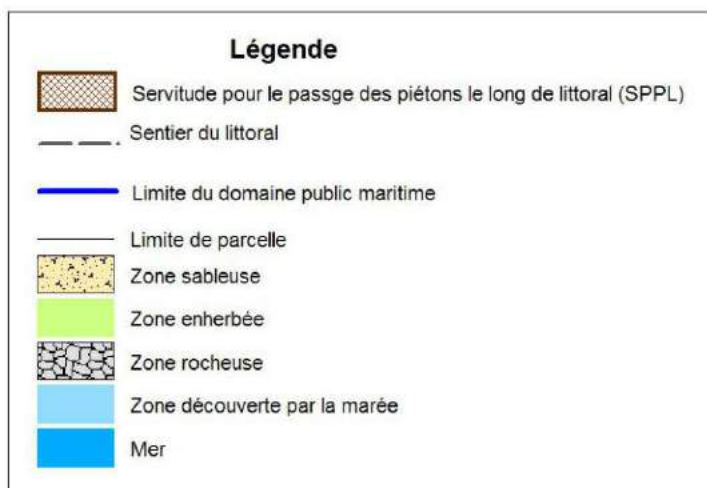 Légende
Servitude pour le passge des piétons le long de littoral (SPPL)
Sentier du littoral
Limite du domaine public maritime
Limite de parcelle
Zone sableuse
Zone enherbée
Zone rocheuse
Zone découverte par la marée
Mer